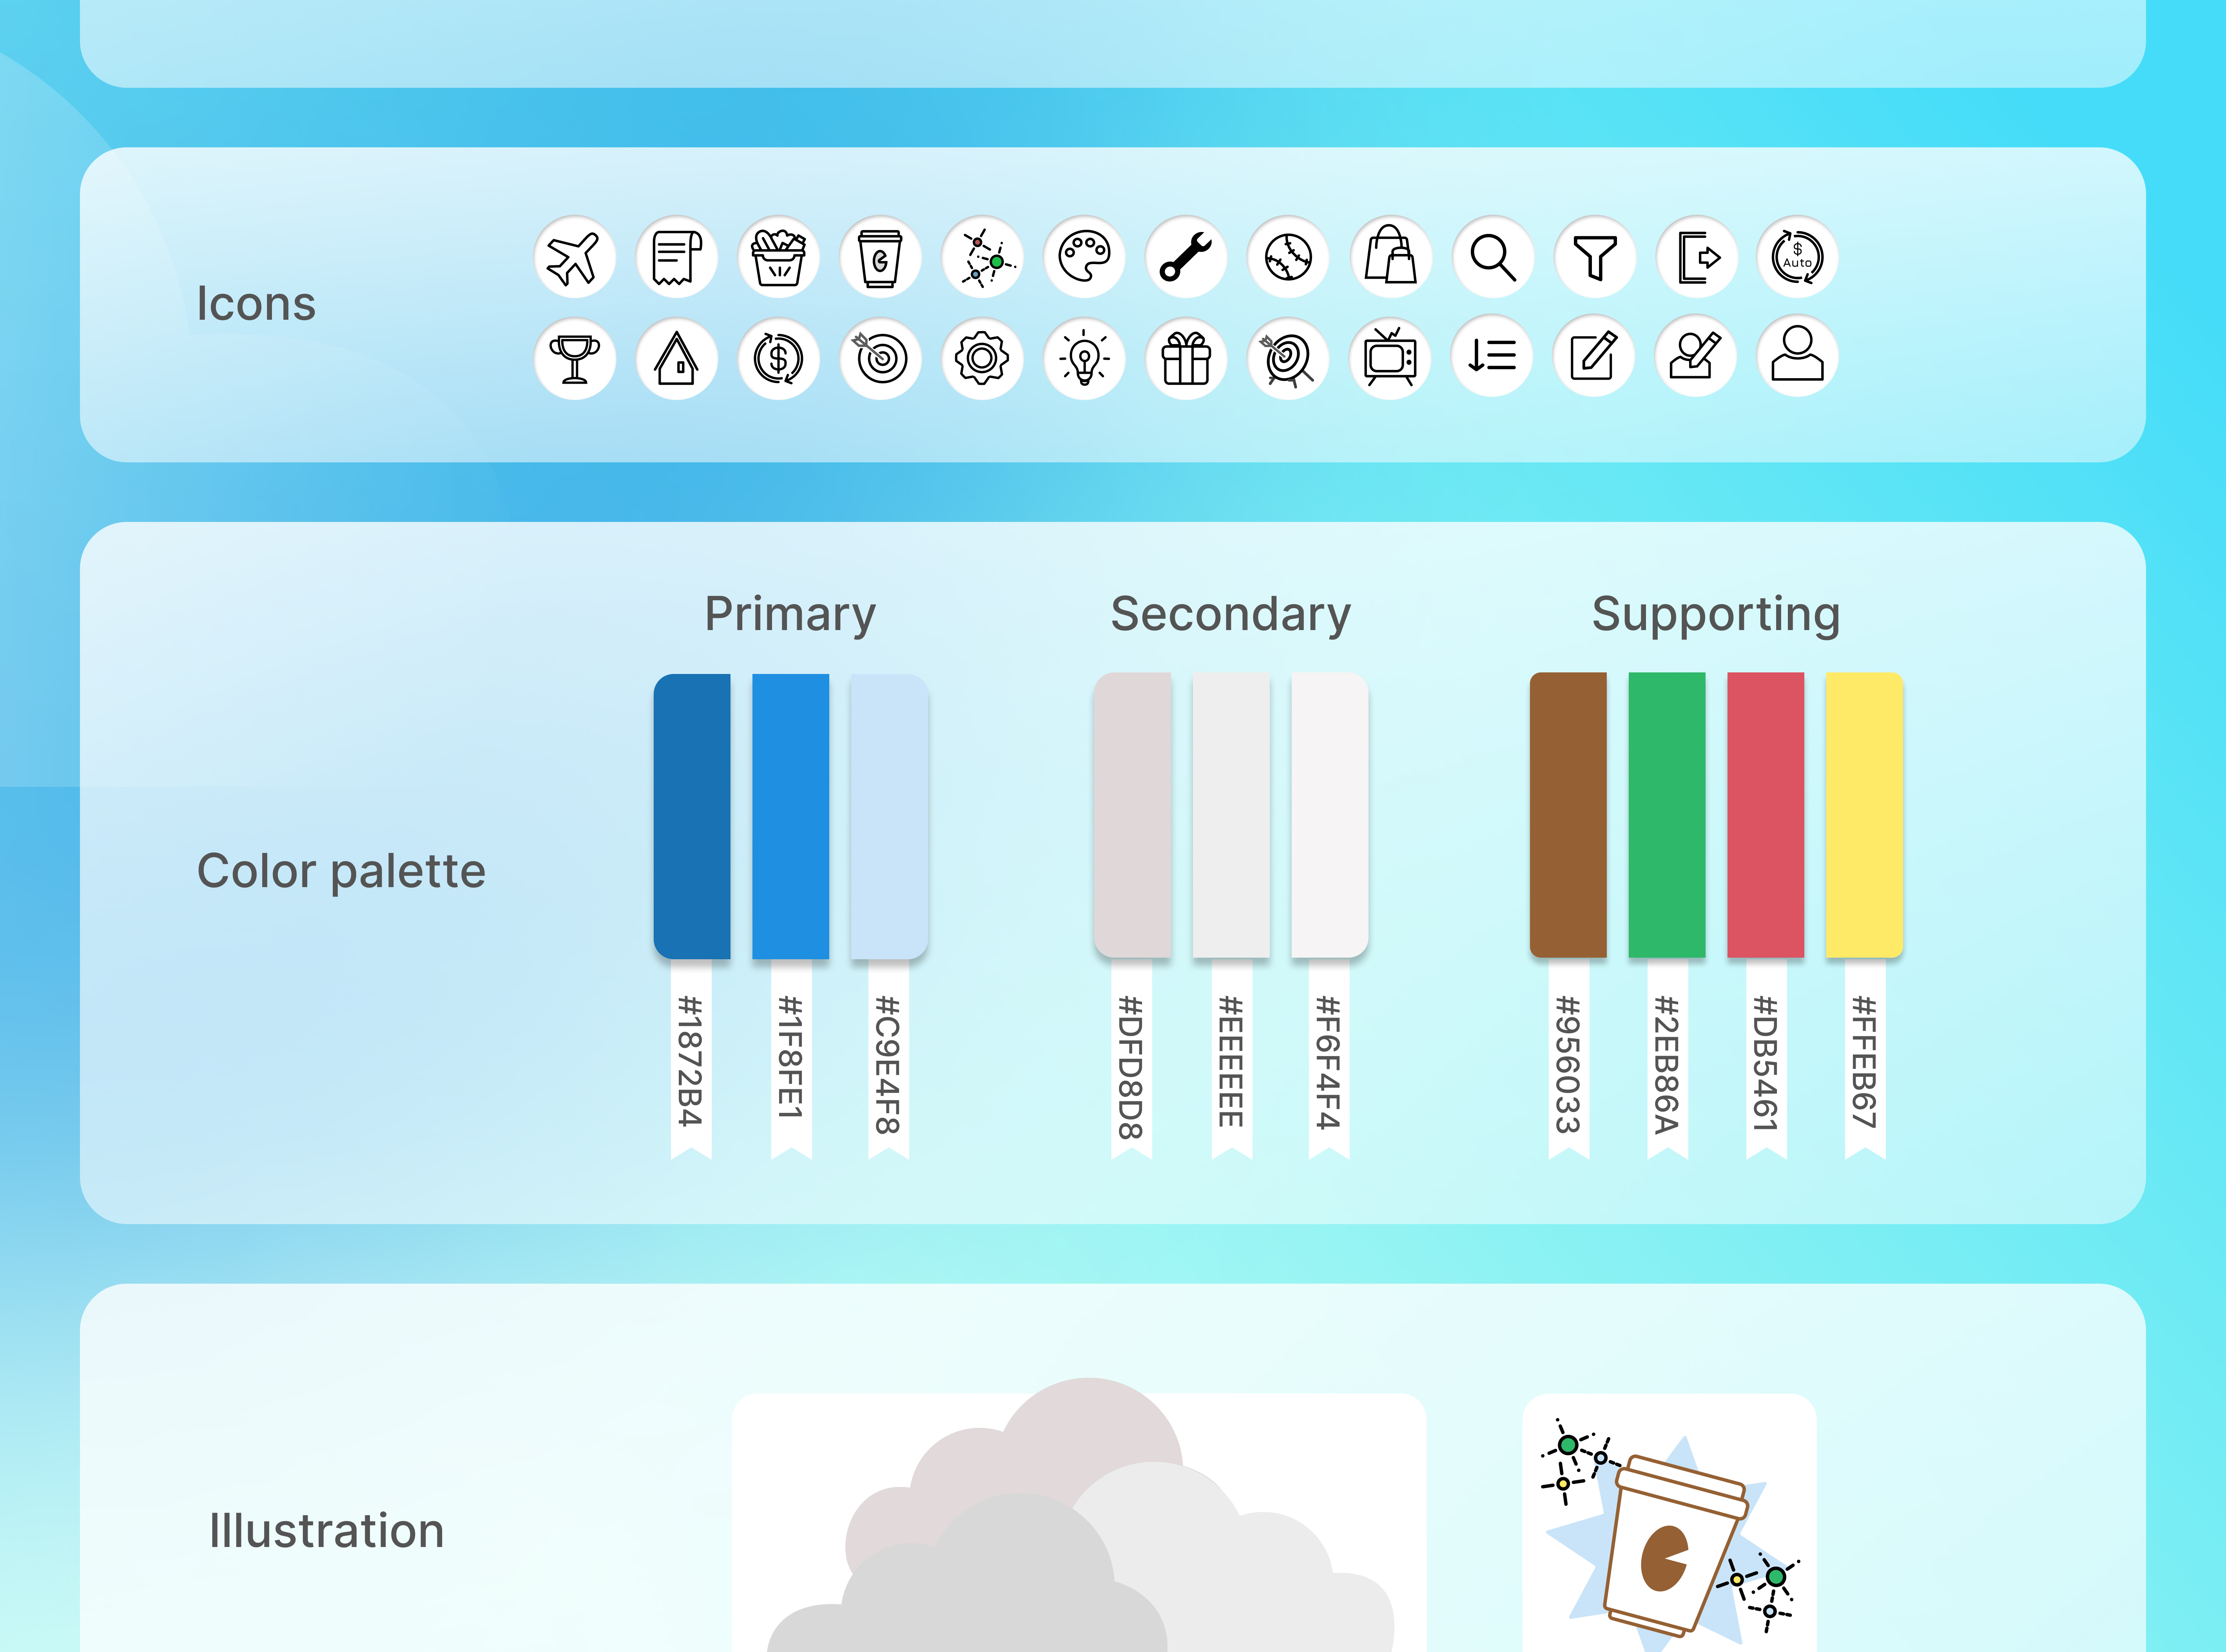 Icons
$
Auto
$
Primary
Secondary
Supporting
Color palette
#1872B4
#1F8FE1
#C9E4F8
#DFD8D8
#EEEEEE
#F6F4F4
#956033
#2EB86A
#DB5461
#FFEB67
Illustration